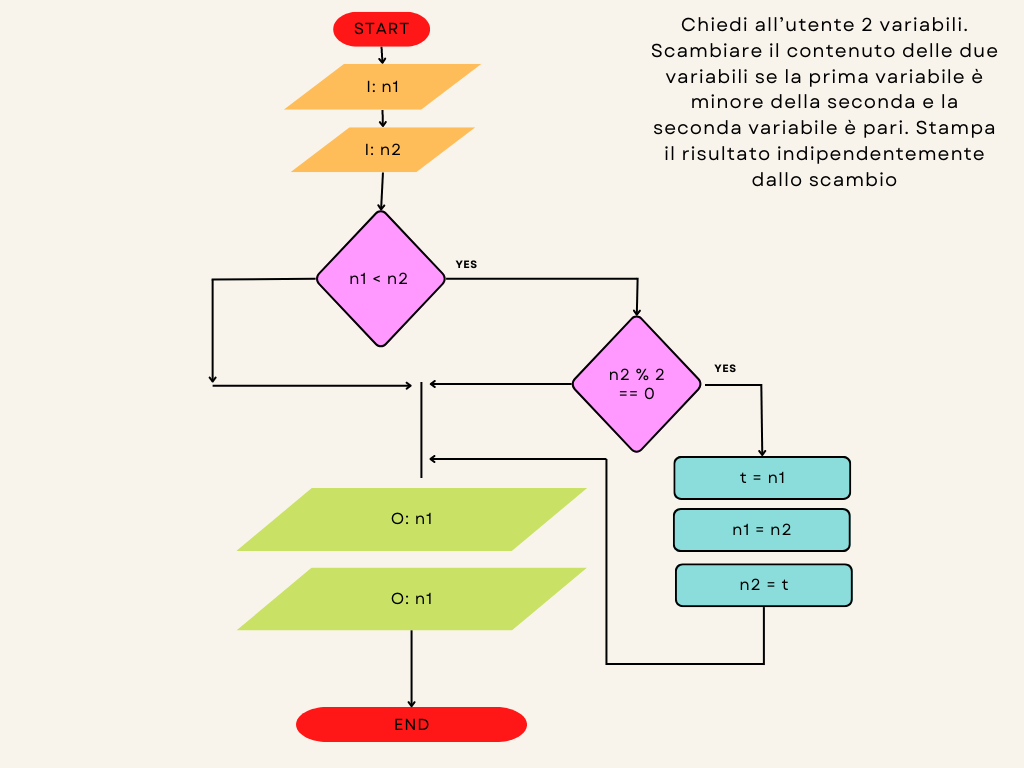 START
Chiedi all'utente 2 variabili.
Scambiare il contenuto delle due
variabili se la prima variabile è
minore della seconda e la
seconda variabile è pari. Stampa
il risultato indipendentemente
dallo scambio
I: n1
I: n2
n1 < n2
YES
n2 % 2
== 0
YES
t = n1
n1 = n2
n2 = t
O: n1
O: n1
END